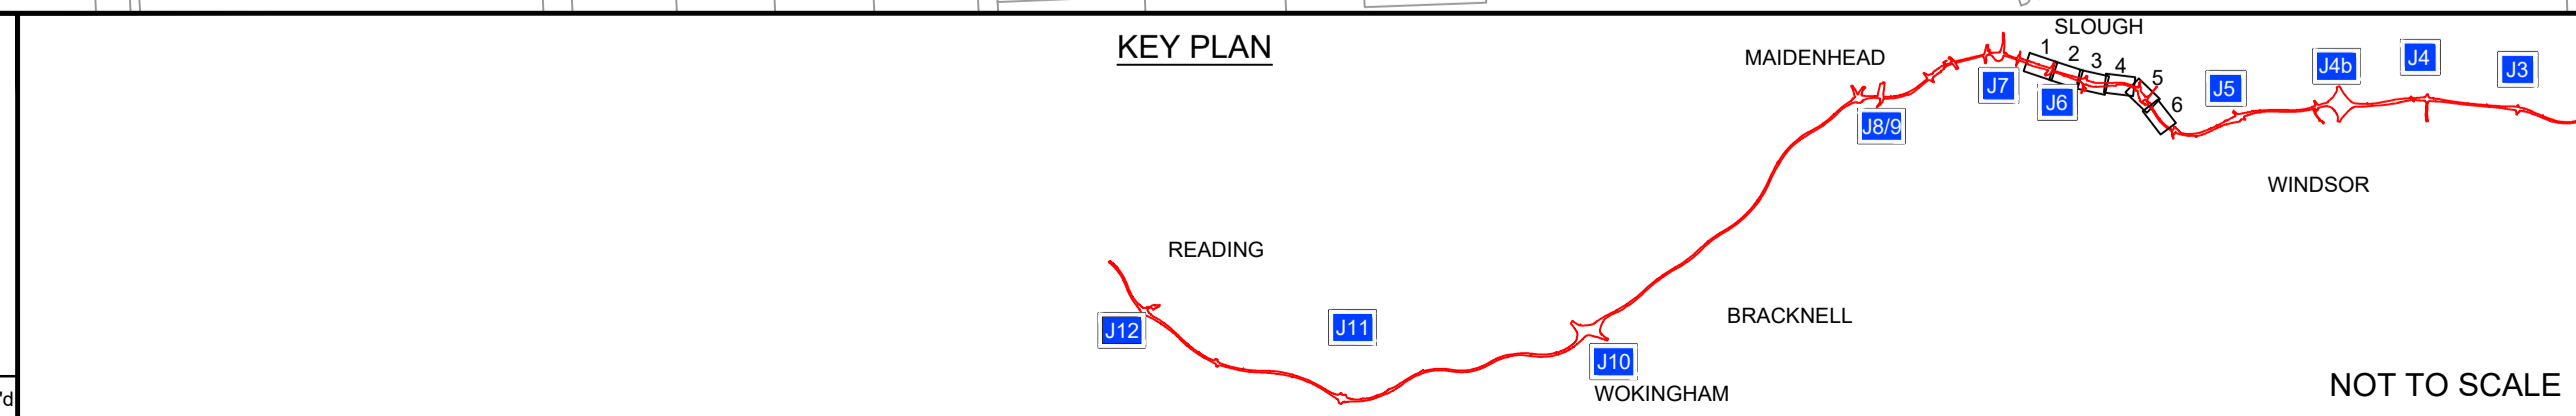 KEY PLAN
SLOUGH
MAIDENHEAD
1
2
3
4
5
6
J7
J6
J5
J4b
J4
J3
J8/9
WINDSOR
READING
J12
J11
BRACKNELL
J10
WOKINGHAM
NOT TO SCALE
'd